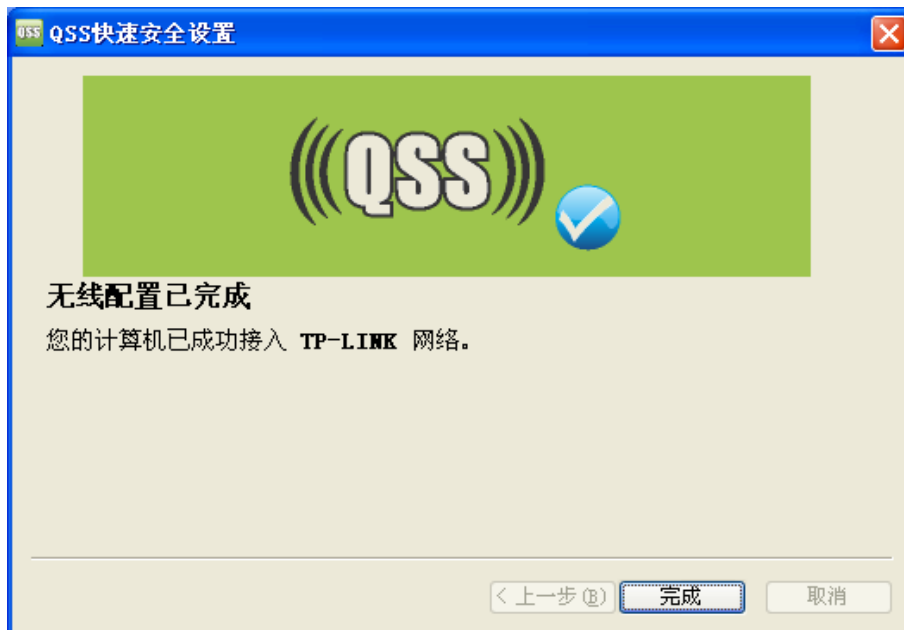 QSS QSS快速安全设置
(((QSS)))
无线配置已完成
您的计算机已成功接入 TP-LINK 网络。
< 上一步(B) 完成 取消